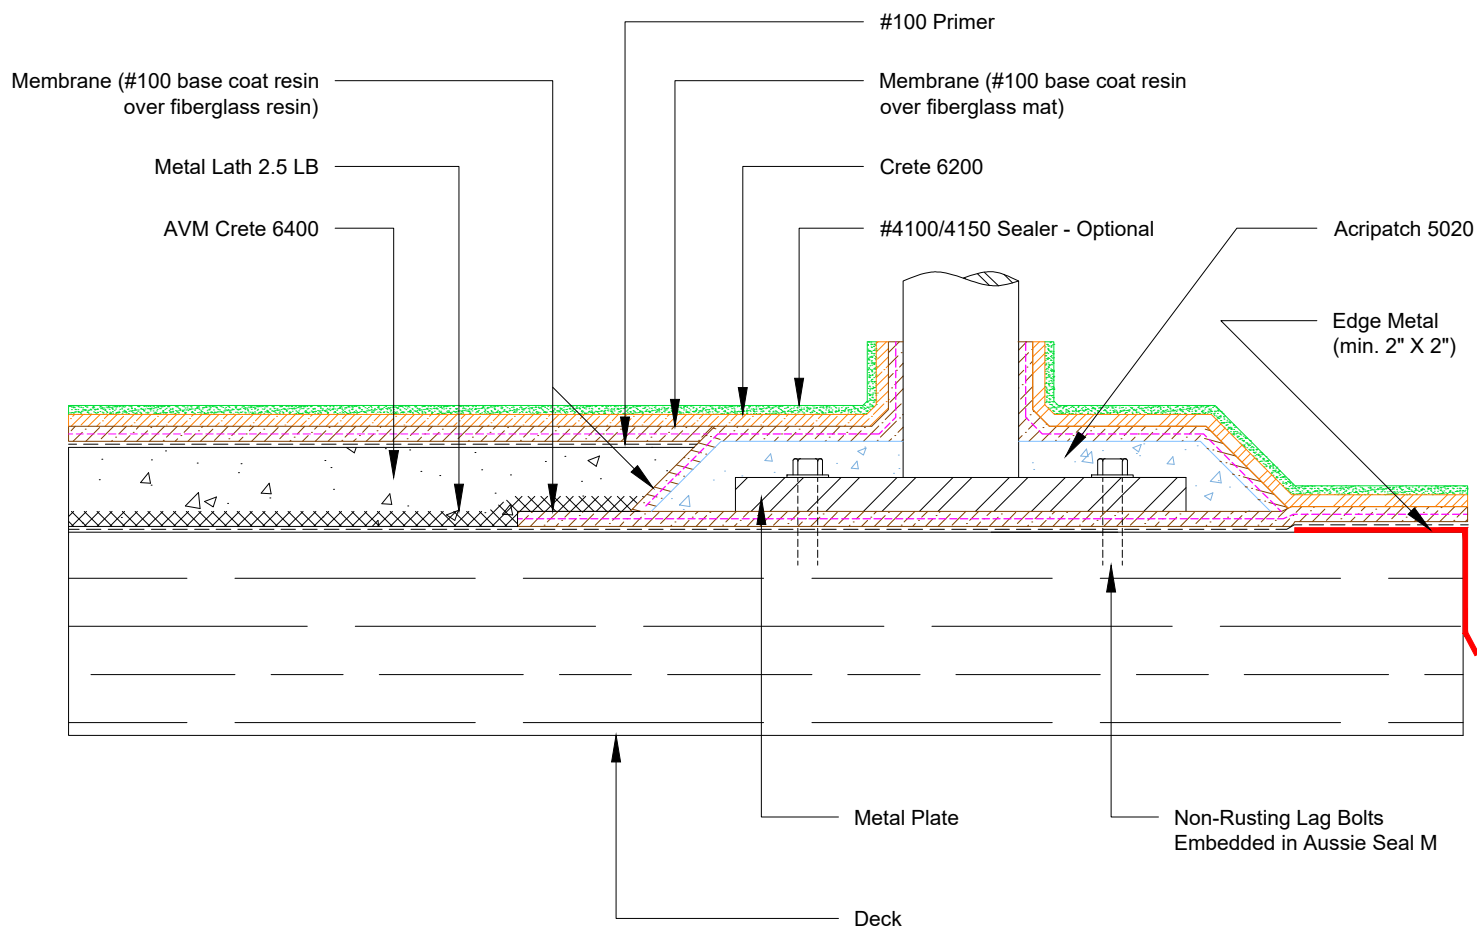 #100 Primer
Membrane (#100 base coat resin
over fiberglass resin)
Membrane (#100 base coat resin
over fiberglass mat)
Metal Lath 2.5 LB
Crete 6200
AVM Crete 6400
#4100/4150 Sealer - Optional
Acripatch 5020
Edge Metal
(min. 2" X 2")
Metal Plate
Non-Rusting Lag Bolts
Embedded in Aussie Seal M
Deck